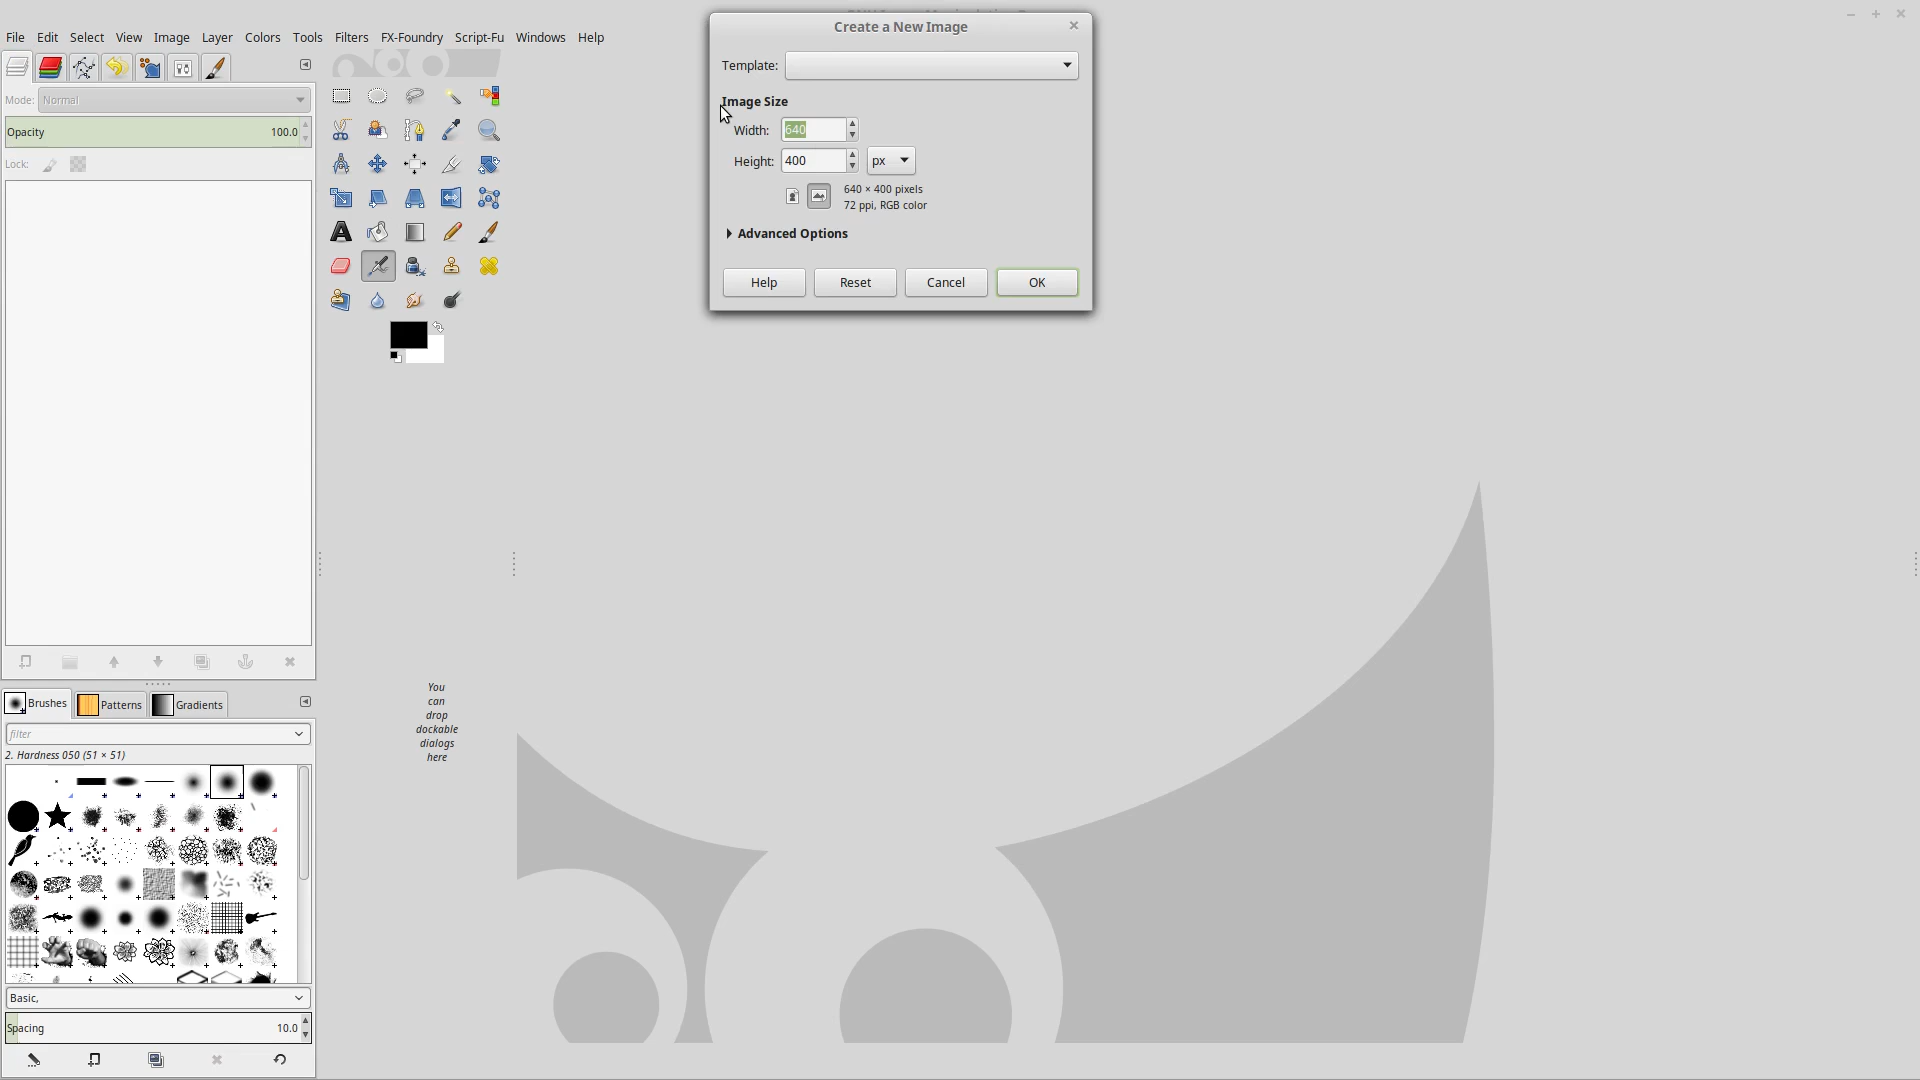 Create a New Image
File Edit Select View Image Layer Colors Tools Filters FX-Foundry Script-Fu Windows Help
Template:
Mode: Normal
Image Size
Opacity 100.0
Width: 640
Height: 400 px
Lock:
640 × 400 pixels
72 ppi, RGB color
Advanced Options
Help Reset Cancel OK
You
can
drop
dockable
dialogs
here
Brushes Patterns Gradients
filter
2. Hardness 050 (51 × 51)
Basic,
Spacing 10.0